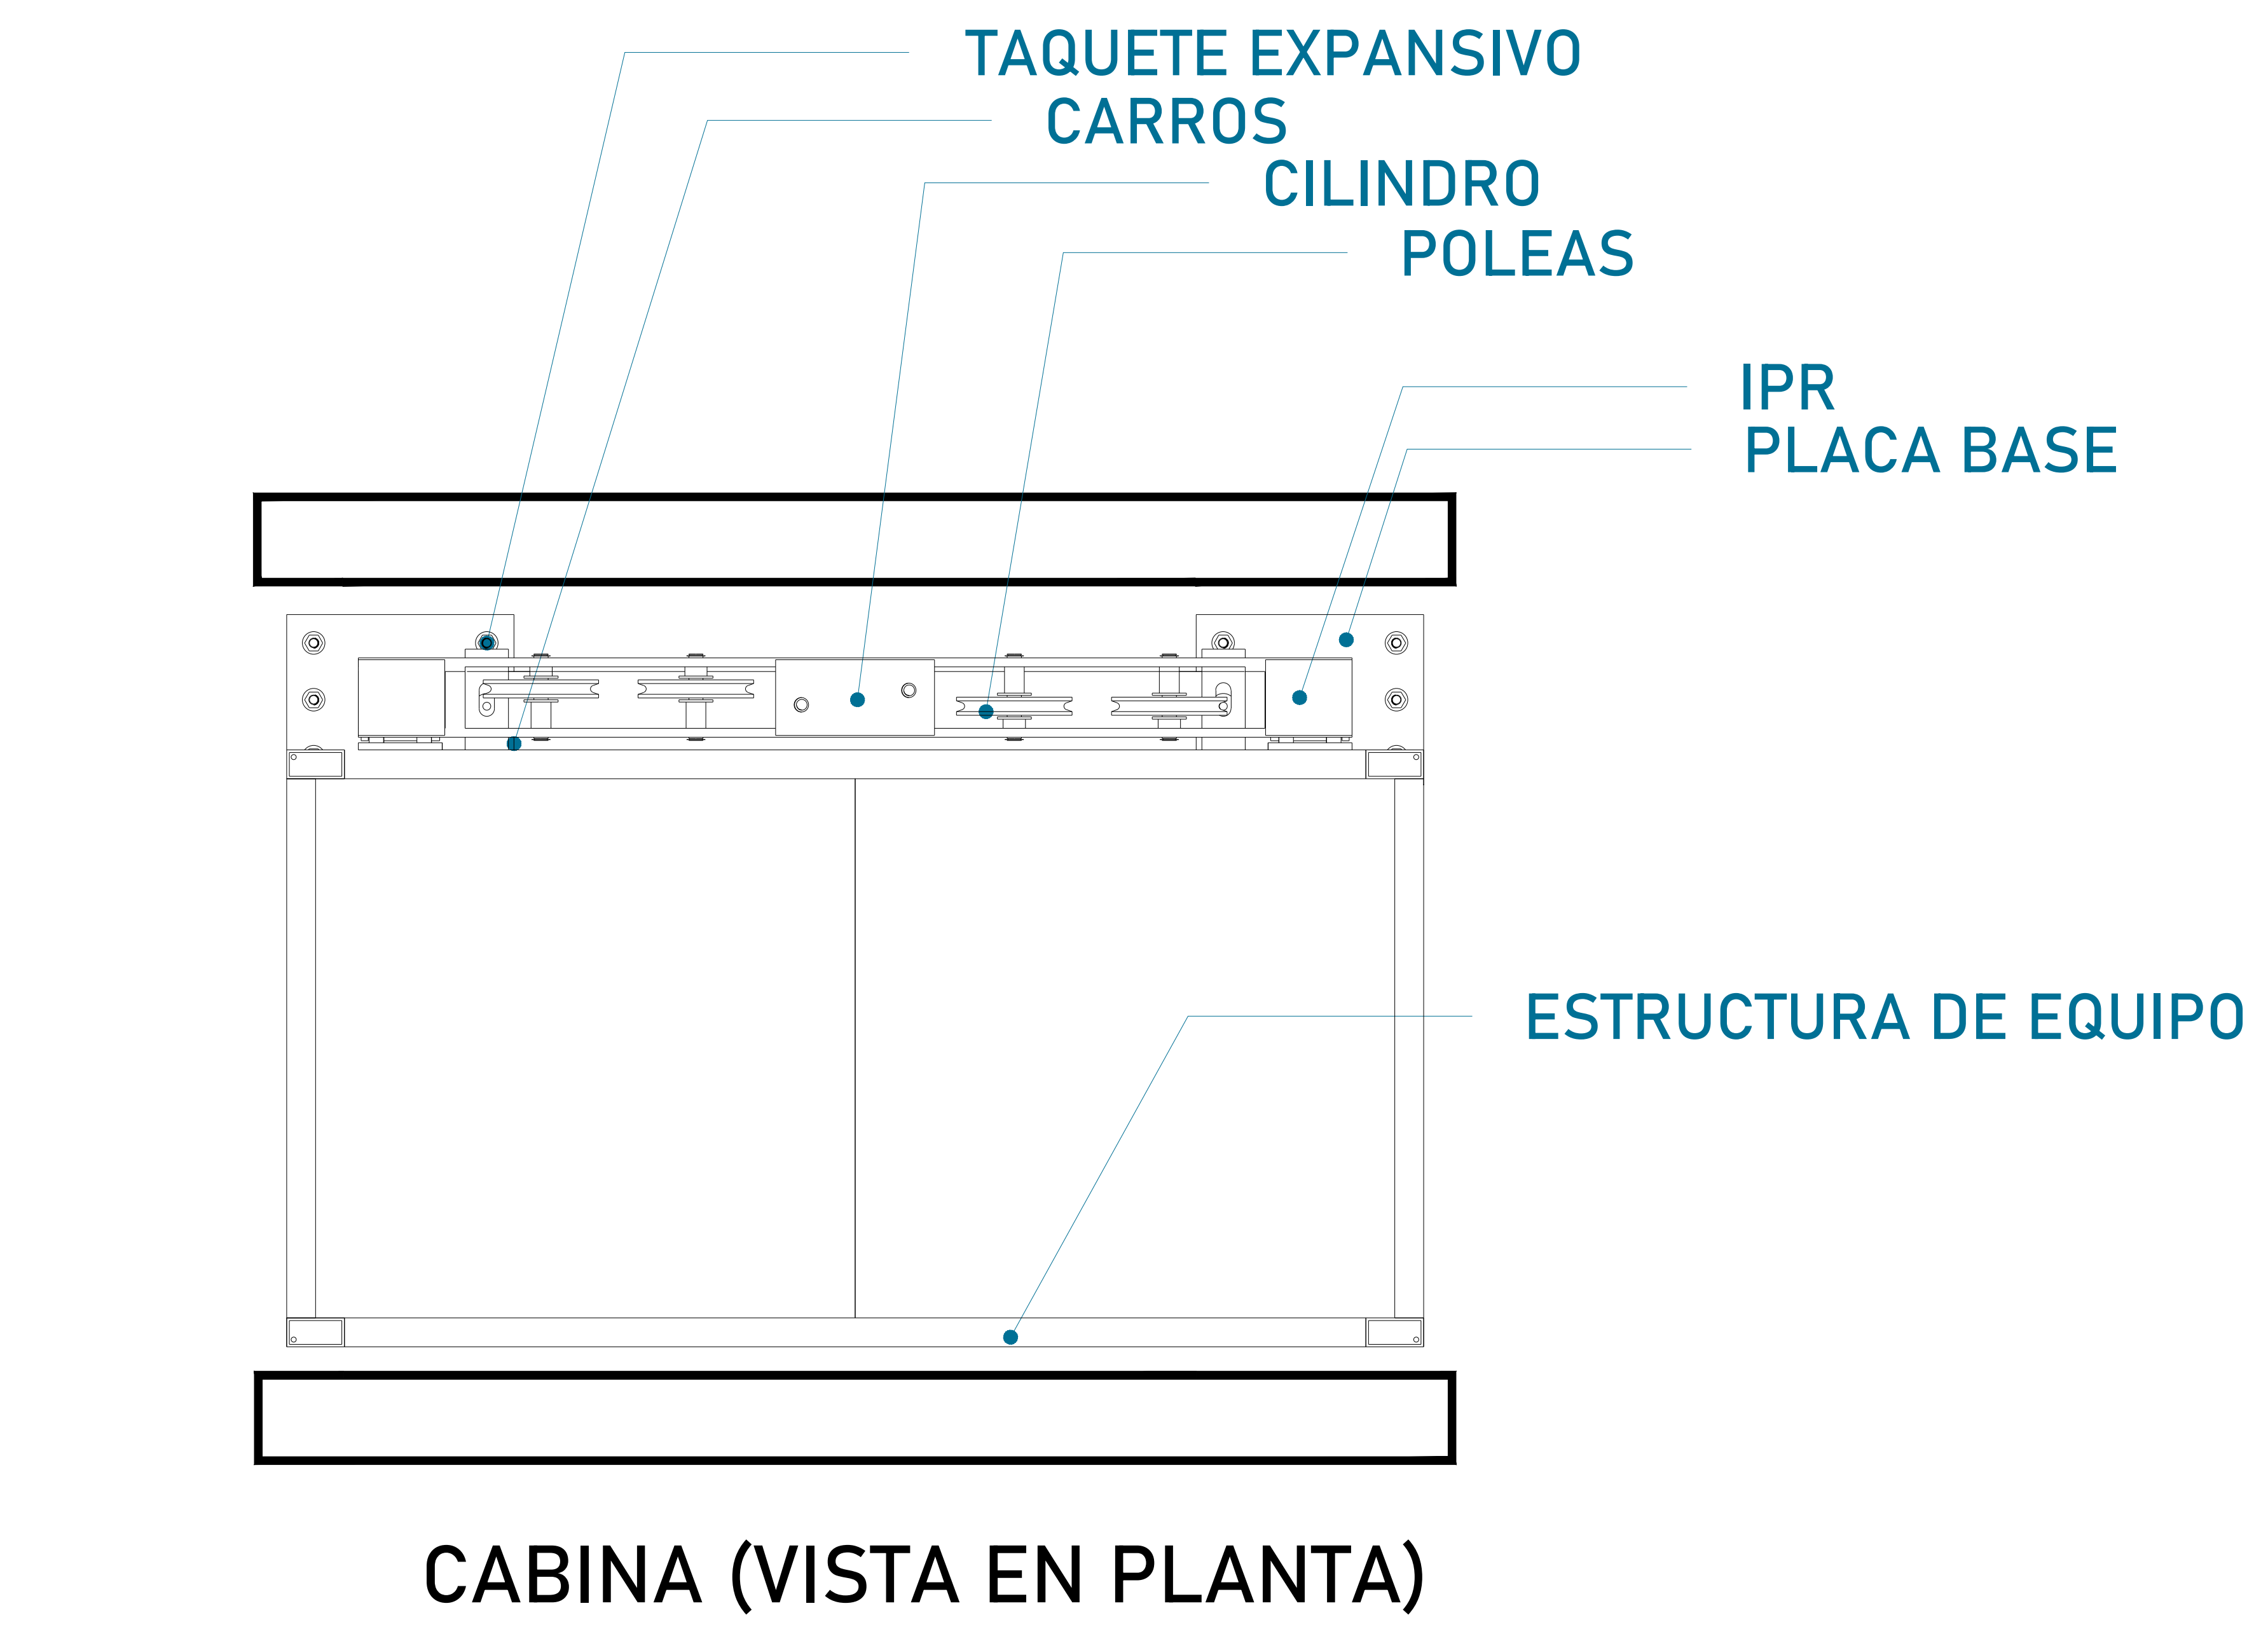 TAQUETE EXPANSIVO
CARROS
CILINDRO
POLEAS
IPR
PLACA BASE
ESTRUCTURA DE EQUIPO
CABINA (VISTA EN PLANTA)